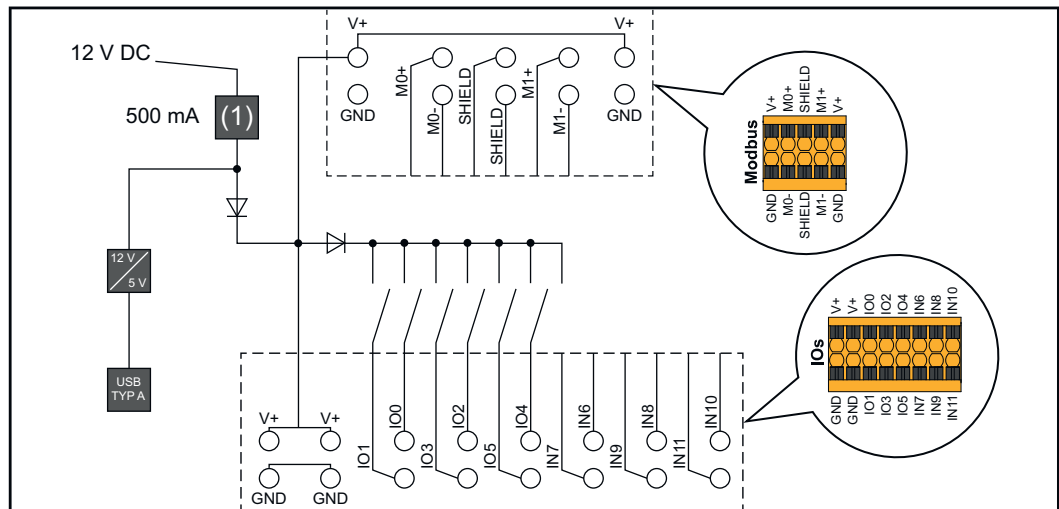 12 V DC
500 mA
(1)
12 V
5 V
USB
TYP A
V+
V+
M0+
SHIELD
M1+
GND
M0-
SHIELD
M1-
GND
Modbus
V+
M0+
SHIELD
M1+
V+
GND
M0-
SHIELD
M1-
GND
V+
V+
IO0
IO2
IO4
IN6
IN8
IN10
IO1
IO3
IO5
IN7
IN9
IN11
GND
GND
IOs
V+
V+
IO0
IO2
IO4
IN6
IN8
IN10
GND
GND
IO1
IO3
IO5
IN7
IN9
IN11